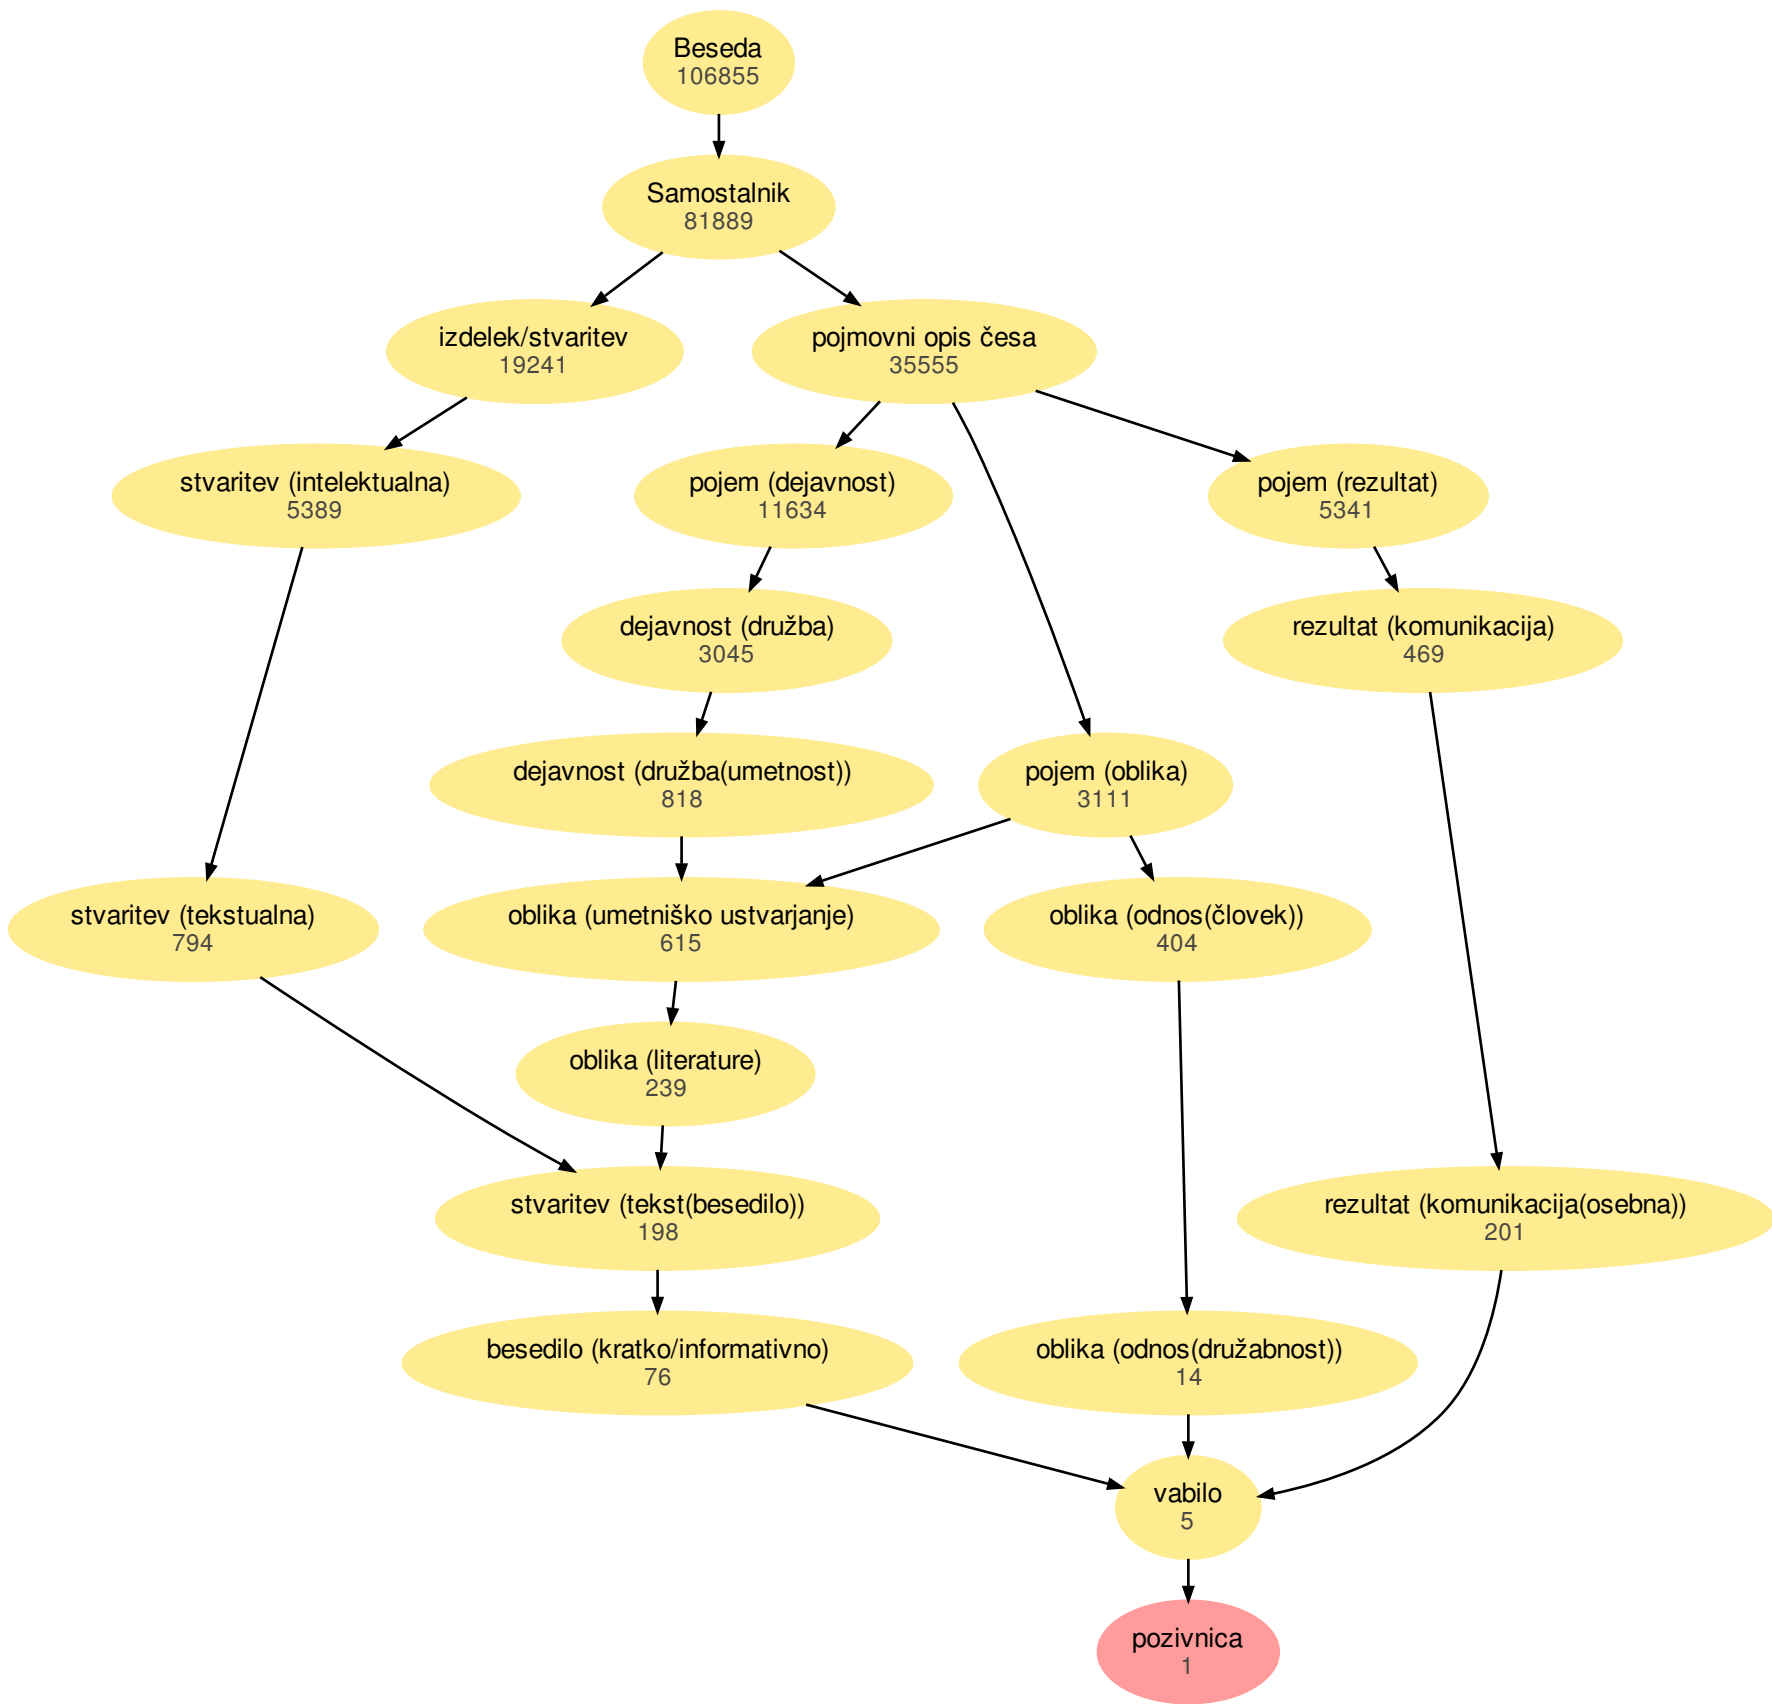 Beseda
106855
Samostalnik
81889
izdelek/stvaritev
19241
pojmovni opis česa
35555
stvaritev (intelektualna)
5389
pojem (dejavnost)
11634
pojem (rezultat)
5341
dejavnost (družba)
3045
rezultat (komunikacija)
469
dejavnost (družba(umetnost))
818
pojem (oblika)
3111
stvaritev (tekstualna)
794
oblika (umetniško ustvarjanje)
615
oblika (odnos(človek))
404
oblika (literature)
239
stvaritev (tekst(besedilo))
198
rezultat (komunikacija(osebna))
201
besedilo (kratko/informativno)
76
oblika (odnos(družabnost))
14
vabilo
5
pozivnica
1